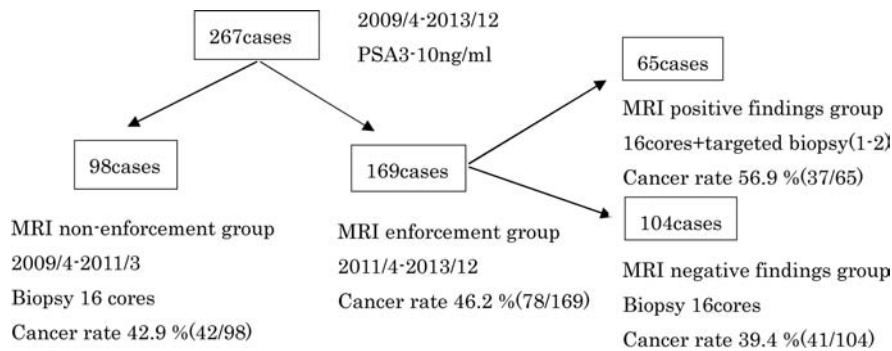 267cases
2009/4-2013/12
PSA3-10ng/ml
98cases
MRI non-enforcement group
2009/4-2011/3
Biopsy 16 cores
Cancer rate 42.9 %(42/98)
169cases
MRI enforcement group
2011/4-2013/12
Cancer rate 46.2 %(78/169)
65cases
MRI positive findings group
16cores+targeted biopsy(1-2)
Cancer rate 56.9 %(37/65)
104cases
MRI negative findings group
Biopsy 16cores
Cancer rate 39.4 %(41/104)